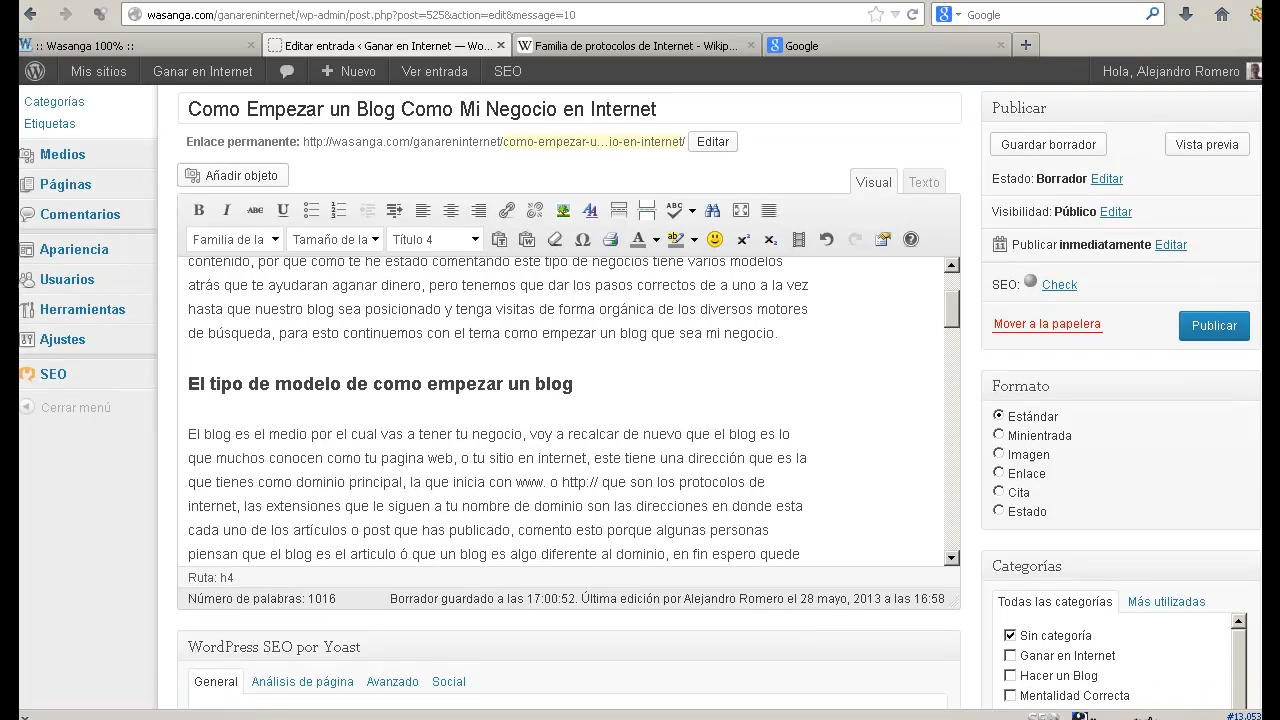 wasanga.com/ganareninternet/wp-admin/post.php?post=525&action=edit&message=10
Google
:: Wasanga 100% ::
Editar entrada ‹ Ganar en Internet — Wo...
Familia de protocolos de Internet - Wikip...
Google
Mis sitios
Ganar en Internet
Nuevo
Ver entrada
SEO
Hola, Alejandro Romero
Categorías
Etiquetas
Medios
Páginas
Comentarios
Apariencia
Usuarios
Herramientas
Ajustes
SEO
Cerrar menú
Como Empezar un Blog Como Mi Negocio en Internet
Enlace permanente: http://wasanga.com/ganareninternet/como-empezar-u...io-en-internet/ Editar
Añadir objeto
Visual
Texto
B I ABC U ABC
Familia de la
Tamaño de la
Título 4
contenido, por que como te he estado comentando este tipo de negocios tiene varios modelos
atrás que te ayudaran aganar dinero, pero tenemos que dar los pasos correctos de a uno a la vez
hasta que nuestro blog sea posicionado y tenga visitas de forma orgánica de los diversos motores
de búsqueda, para esto continuemos con el tema como empezar un blog que sea mi negocio.
El tipo de modelo de como empezar un blog
El blog es el medio por el cual vas a tener tu negocio, voy a recalcar de nuevo que el blog es lo
que muchos conocen como tu pagina web, o tu sitio en internet, este tiene una dirección que es la
que tienes como dominio principal, la que inicia con www. o http:// que son los protocolos de
internet, las extensiones que le siguen a tu nombre de dominio son las direcciones en donde esta
cada uno de los artículos o post que has publicado, comento esto porque algunas personas
piensan que el blog es el articulo ó que un blog es algo diferente al dominio, en fin espero quede
Ruta: h4
Número de palabras: 1016
Borrador guardado a las 17:00:52. Última edición por Alejandro Romero el 28 mayo, 2013 a las 16:58
WordPress SEO por Yoast
General
Análisis de página
Avanzado
Social
Publicar
Guardar borrador
Vista previa
Estado: Borrador Editar
Visibilidad: Público Editar
Publicar inmediatamente Editar
SEO: Check
Mover a la papelera
Publicar
Formato
Estándar
Minientrada
Imagen
Enlace
Cita
Estado
Categorías
Todas las categorías
Más utilizadas
Sin categoría
Ganar en Internet
Hacer un Blog
Mentalidad Correcta
#13,053